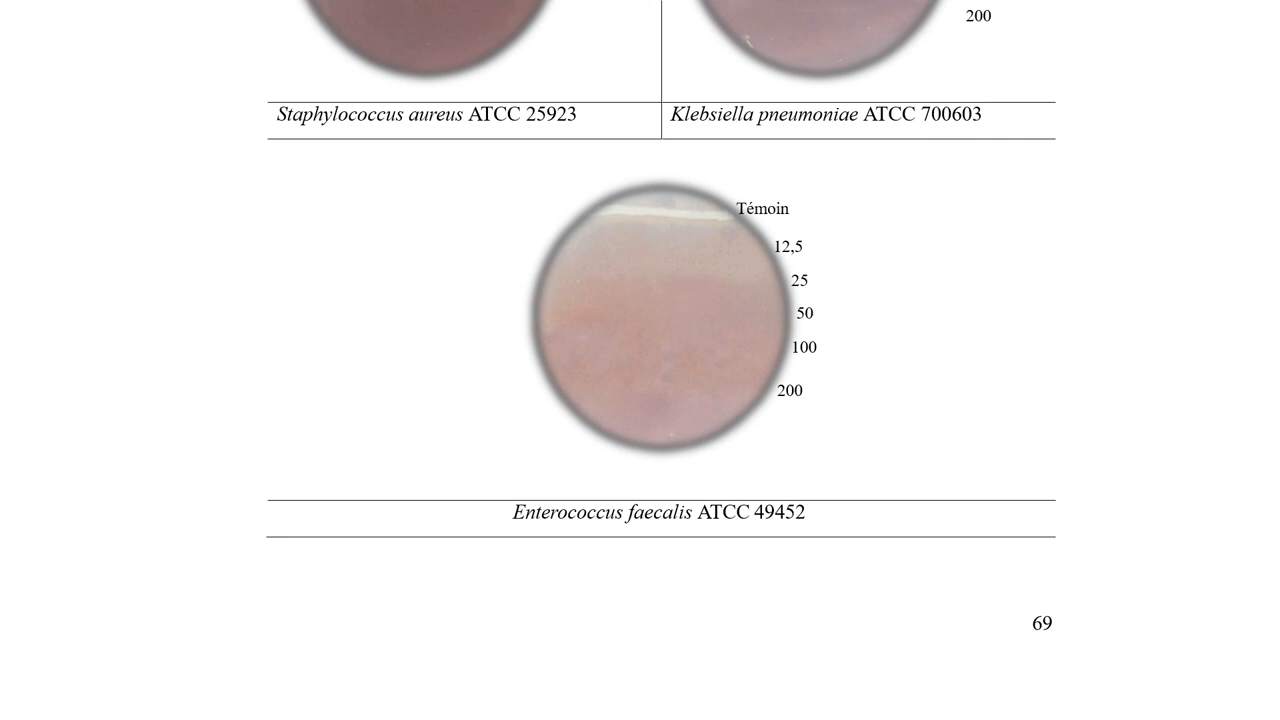 200
Staphylococcus aureus ATCC 25923
Klebsiella pneumoniae ATCC 700603
Témoin
12,5
25
50
100
200
Enterococcus faecalis ATCC 49452
69